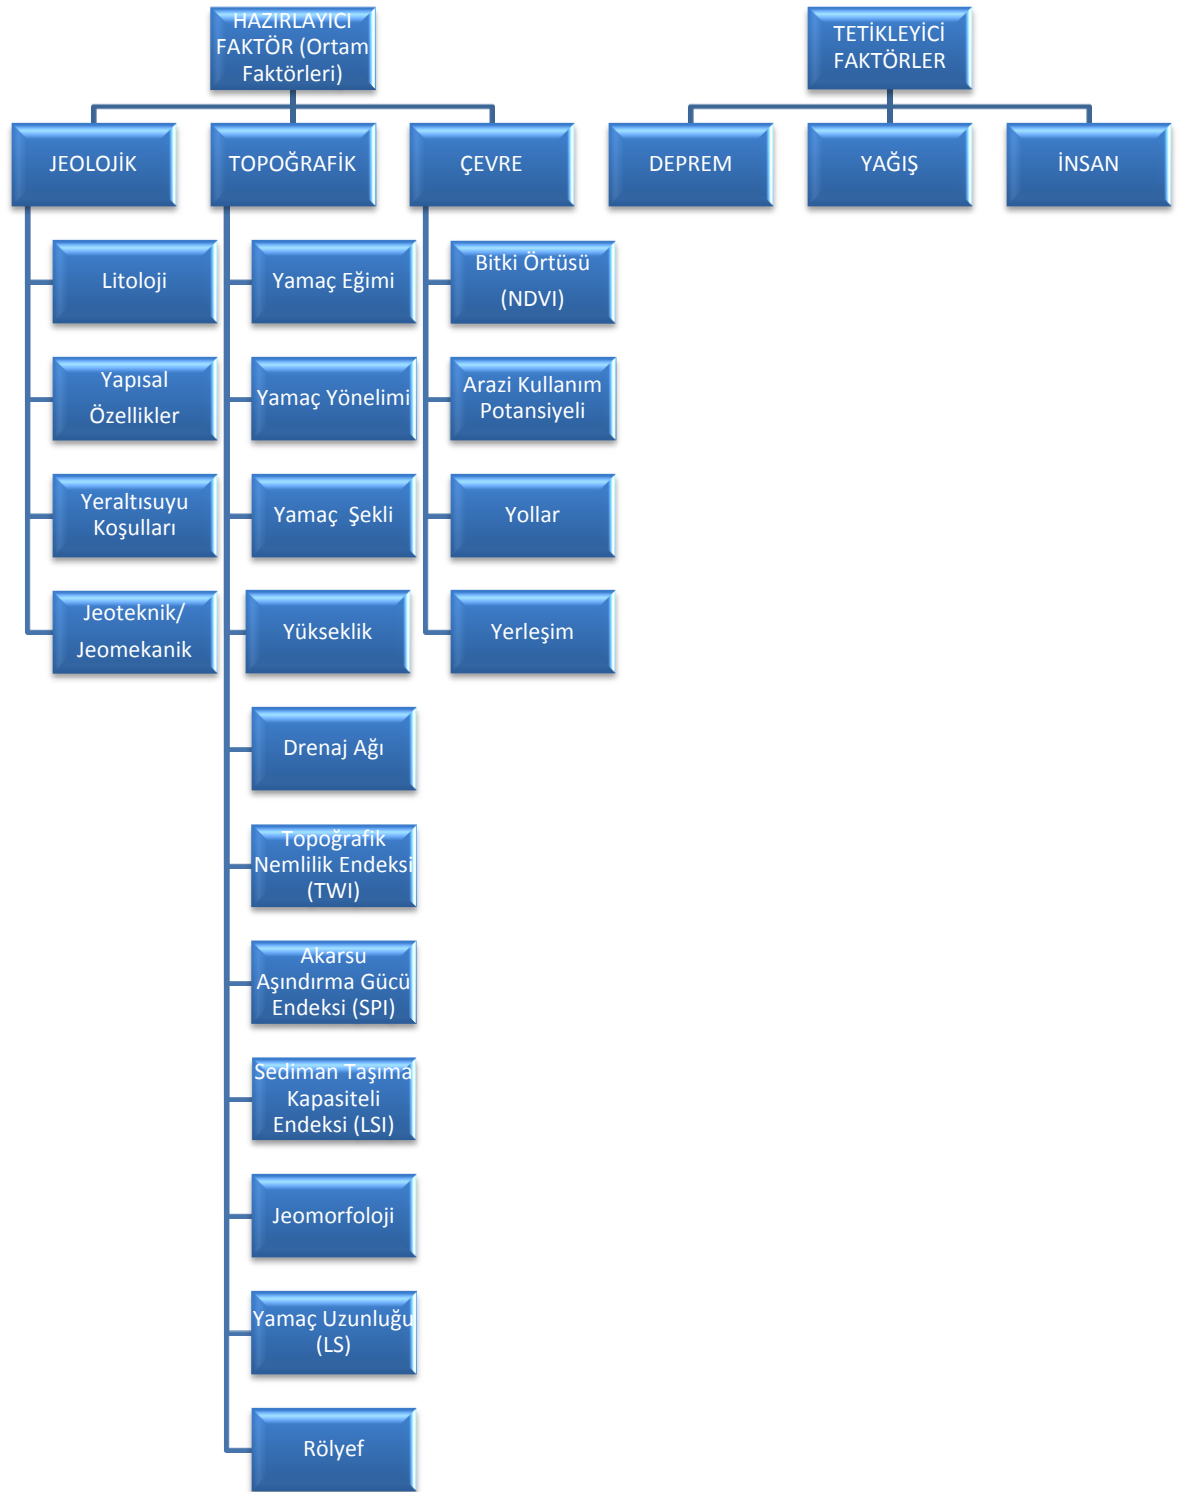 HAZIRLAYICI
FAKTÖR (Ortam
Faktörleri)
JEOLOJİK
TOPOĞRAFİK
ÇEVRE
Litoloji
Yapısal
Özellikler
Yeraltısuyu
Koşulları
Jeoteknik/
Jeomekanik
Yamaç Eğimi
Yamaç Yönelimi
Yamaç  Şekli
Yükseklik
Drenaj Ağı
Topoğrafik
Nemlilik Endeksi
(TWI)
Akarsu
Aşındırma Gücü
Endeksi (SPI)
Sediman Taşıma
Kapasiteli
Endeksi (LSI)
Jeomorfoloji
Yamaç Uzunluğu
(LS)
Rölyef
Bitki Örtüsü
(NDVI)
Arazi Kullanım
Potansiyeli
Yollar
Yerleşim
TETİKLEYİCİ
FAKTÖRLER
DEPREM
YAĞIŞ
İNSAN